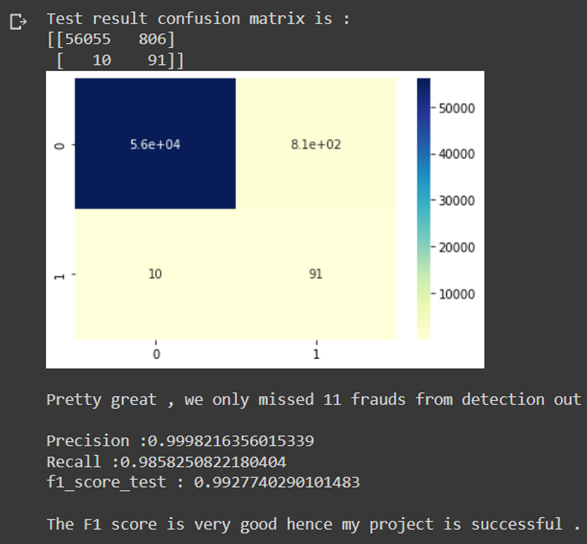 Test result confusion matrix is :
[[56055   806]
 [   10    91]]
0
5.6e+04
8.1e+02
50000
40000
30000
20000
10000
1
10
91
0
1
Pretty great , we only missed 11 frauds from detection out
Precision :0.9998216356015339
Recall :0.9858250822180404
f1_score_test : 0.9927740290101483
The F1 score is very good hence my project is successful .